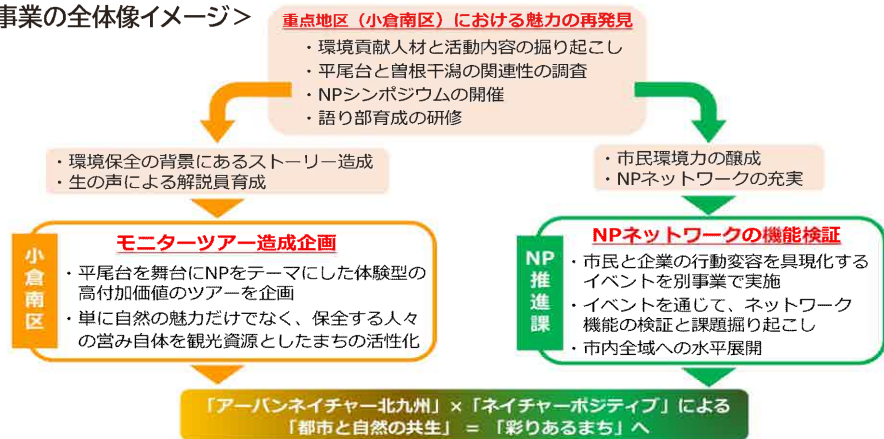 事業の全体像イメージ＞
重点地区（小倉南区）における魅力の再発見
・環境貢献人材と活動内容の掘り起こし
・平尾台と曽根干潟の関連性の調査
・NPシンポジウムの開催
・語り部育成の研修
・環境保全の背景にあるストーリー造成
・生の声による解説員育成
・市民環境力の醸成
・NPネットワークの充実
小倉南区
モニターツアー造成企画
・平尾台を舞台にNPをテーマにした体験型の
高付加価値のツアーを企画
・単に自然の魅力だけでなく、保全する人々
の営み自体を観光資源としたまちの活性化
NP推進課
NPネットワークの機能検証
・市民と企業の行動変容を具現化する
イベントを別事業で実施
・イベントを通じて、ネットワーク
機能の検証と課題掘り起こし
・市内全域への水平展開
「アーバンネイチャー北九州」×「ネイチャーポジティブ」による
「都市と自然の共生」＝「彩りあるまち」へ